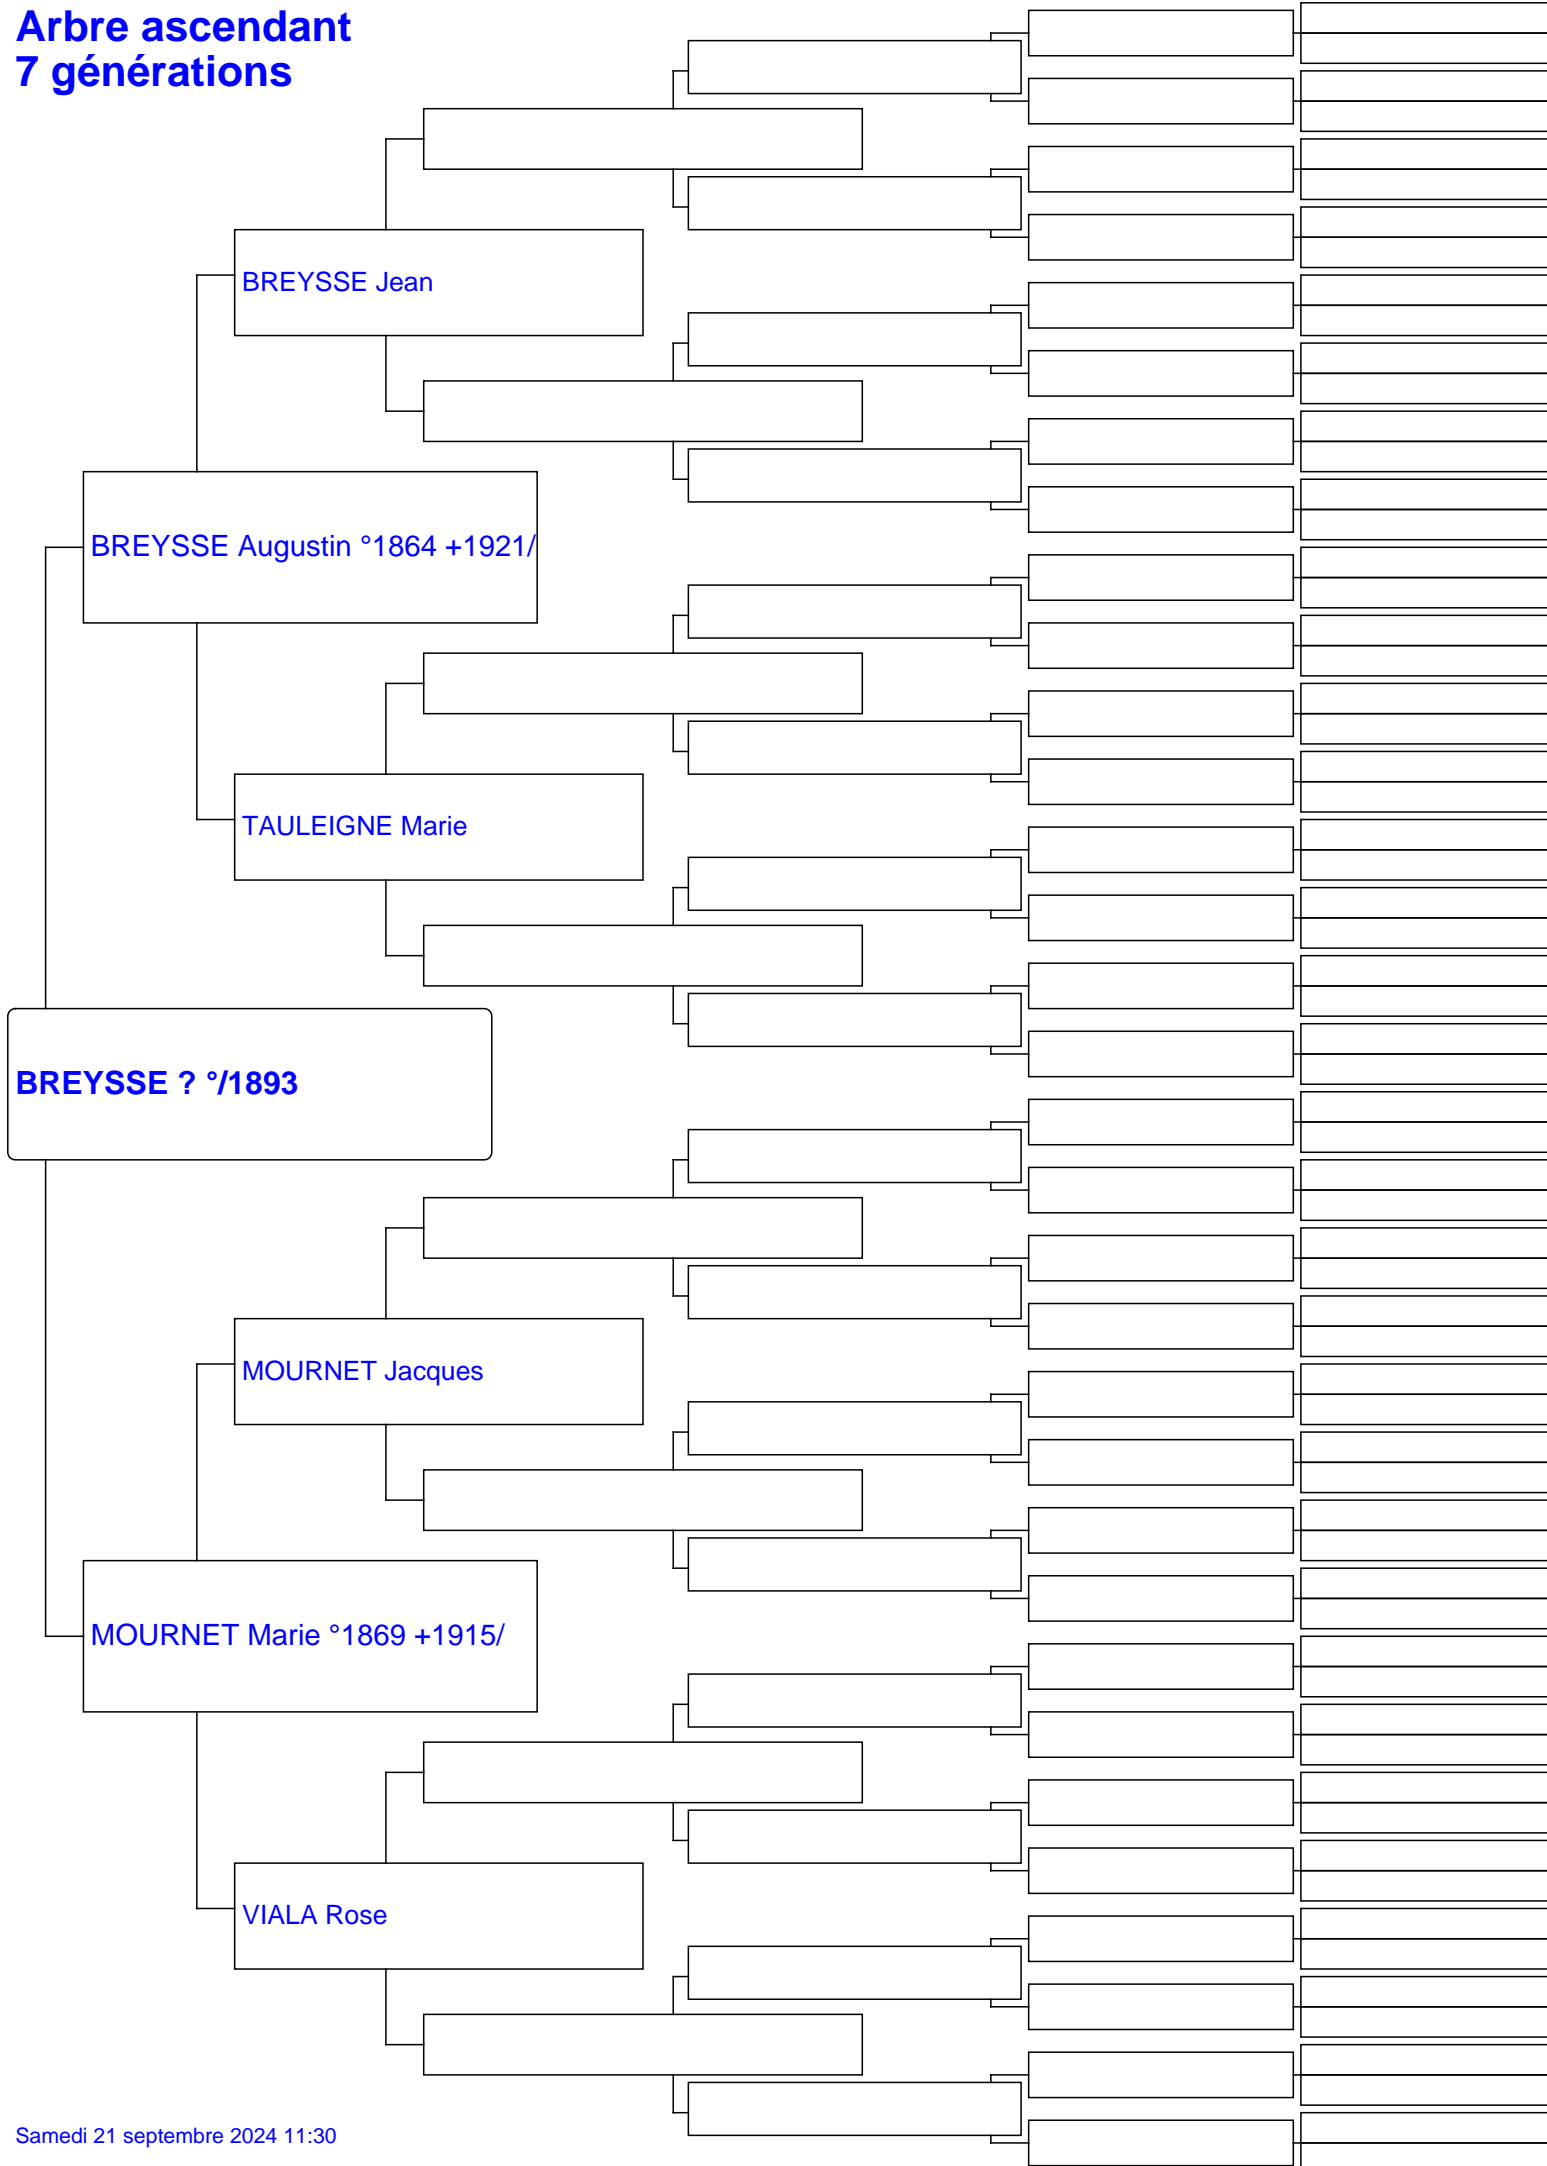 Arbre ascendant
7 générations
BREYSSE Jean
BREYSSE Augustin °1864 +1921/
TAULEIGNE Marie
BREYSSE ? °/1893
MOURNET Jacques
MOURNET Marie °1869 +1915/
VIALA Rose
Samedi 21 septembre 2024 11:30